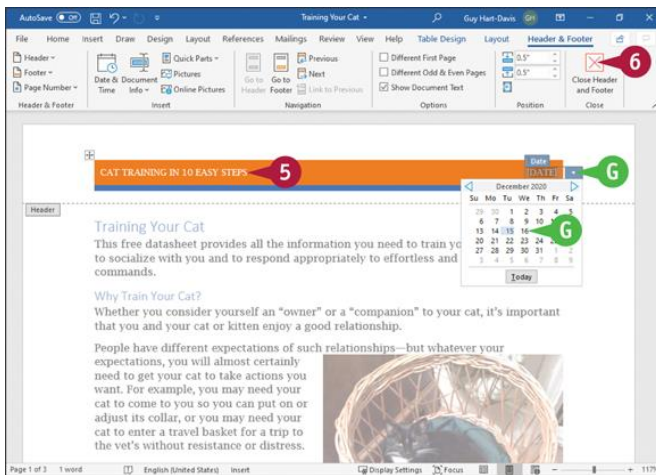 AutoSave Off Training Your Cat Guy Hart-Davis GH
File Home Insert Draw Design Layout References Mailings Review View Help Table Design Layout Header & Footer
Header Footer Page Number
Date & Time Document Info Quick Parts Pictures Online Pictures
Go to Header Go to Footer Previous Next Link to Previous
Different First Page Different Odd & Even Pages Show Document Text
0.5" 0.5"
Close Header and Footer
Header & Footer Insert Navigation Options Position Close
6
CAT TRAINING IN 10 EASY STEPS
5
Date
[DATE]
G
December 2020
Su Mo Tu We Th Fr Sa
29 30 1 2 3 4 5
6 7 8 9 10
13 14 15 16
G
20 21 22 23 24
27 28 29 30 31 1 2
3 4 5 6 7 8 9
Today
Header
Training Your Cat
This free datasheet provides all the information you need to train yo
to socialize with you and to respond appropriately to effortless and
commands.
Why Train Your Cat?
Whether you consider yourself an “owner” or a “companion” to your cat, it’s important
that you and your cat or kitten enjoy a good relationship.
People have different expectations of such relationships—but whatever your
expectations, you will almost certainly
need to get your cat to take actions you
want. For example, you may need your
cat to come to you so you can put on or
adjust its collar, or you may need your
cat to enter a travel basket for a trip to
the vet’s without resistance or distress.
Page 1 of 3 1 word English (United States) Insert Display Settings Focus